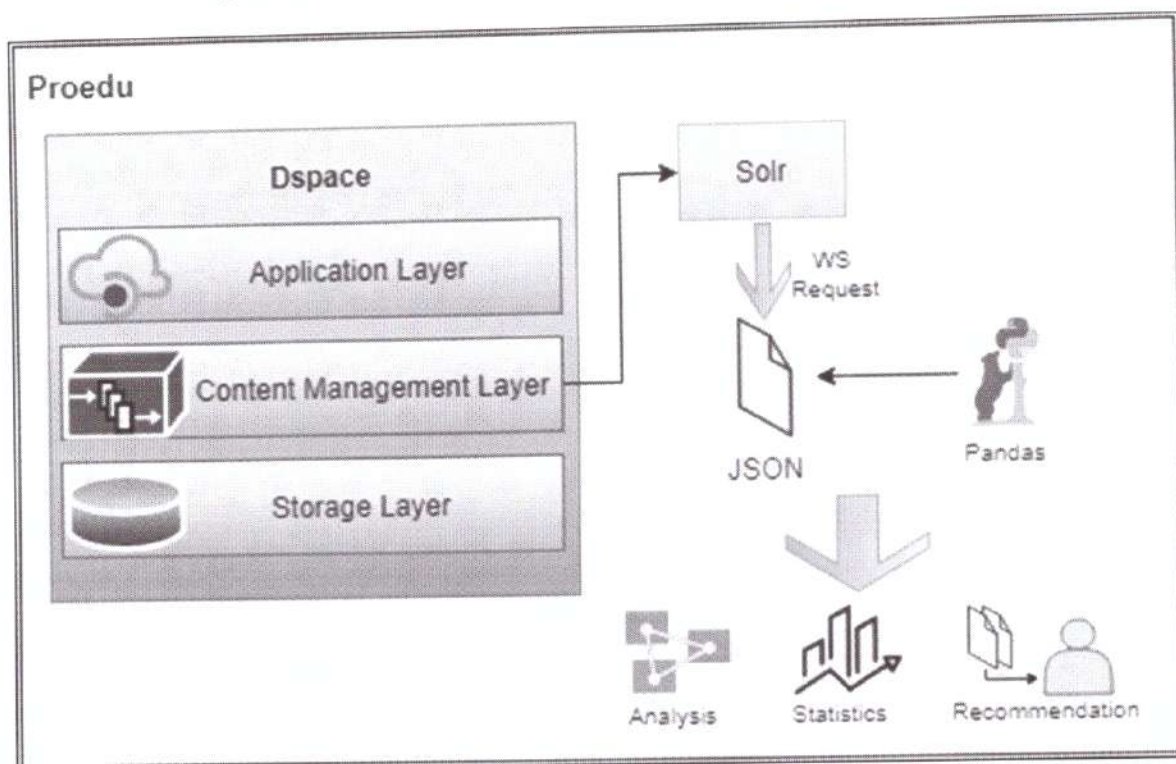 Proedu
Dspace
Application Layer
Content Management Layer
Storage Layer
Solr
WS
Request
JSON
Pandas
Analysis
Statistics
Recommendation